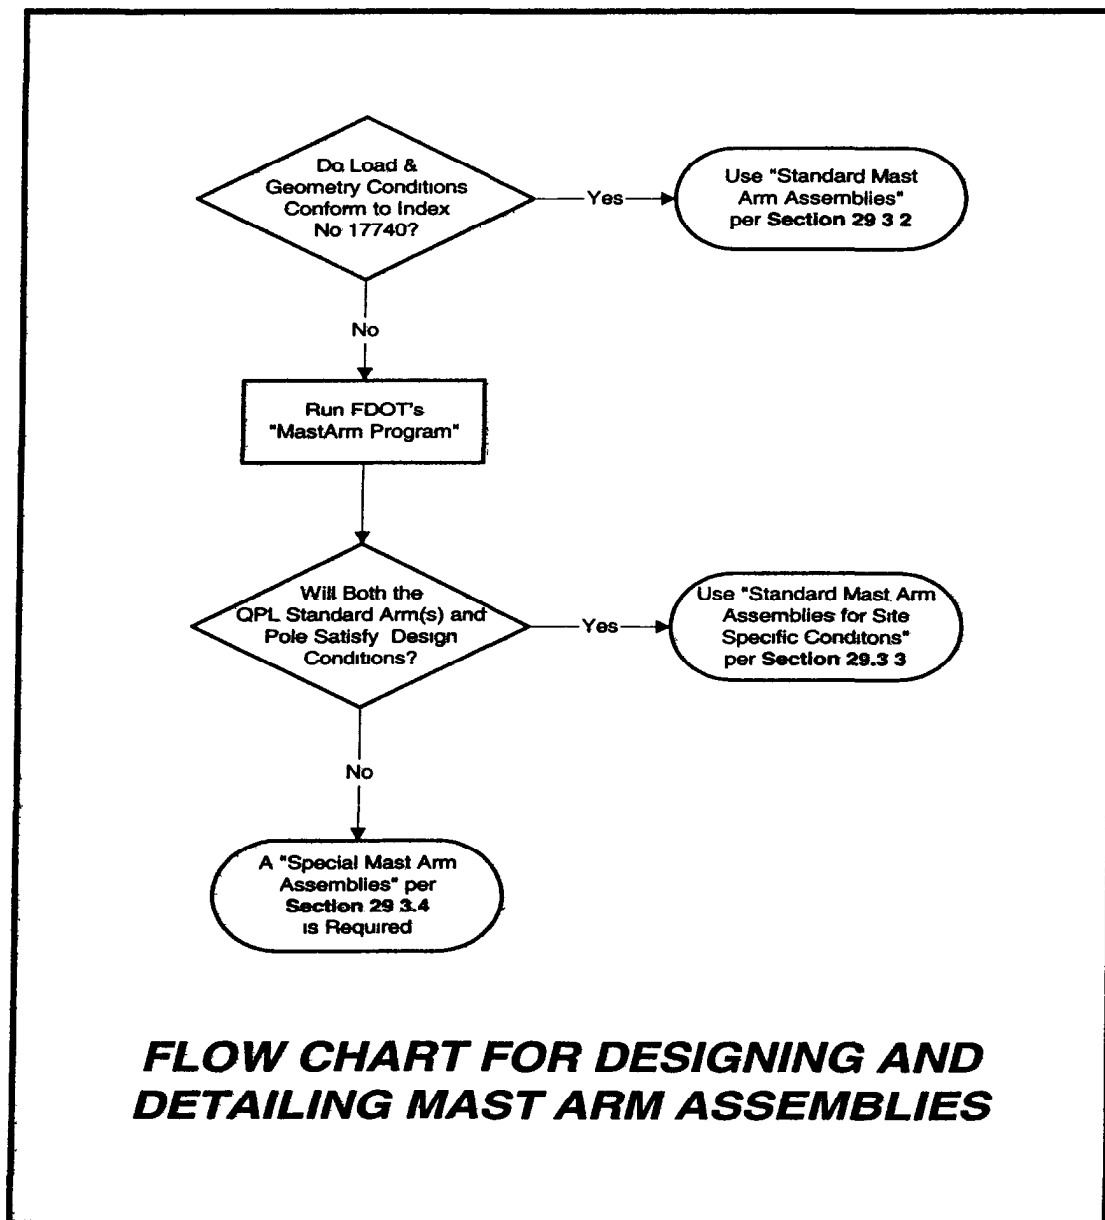 Do Load &
Geometry Conditions
Conform to Index
No 17740?
Yes
Use "Standard Mast
Arm Assemblies"
per Section 29 3 2
No
Run FDOT's
"MastArm Program"
Will Both the
QPL Standard Arm(s) and
Pole Satisfy Design
Conditions?
Yes
Use "Standard Mast Arm
Assemblies for Site
Specific Conditons"
per Section 29.3 3
No
A "Special Mast Arm
Assemblies" per
Section 29 3.4
is Required
FLOW CHART FOR DESIGNING AND
DETAILING MAST ARM ASSEMBLIES